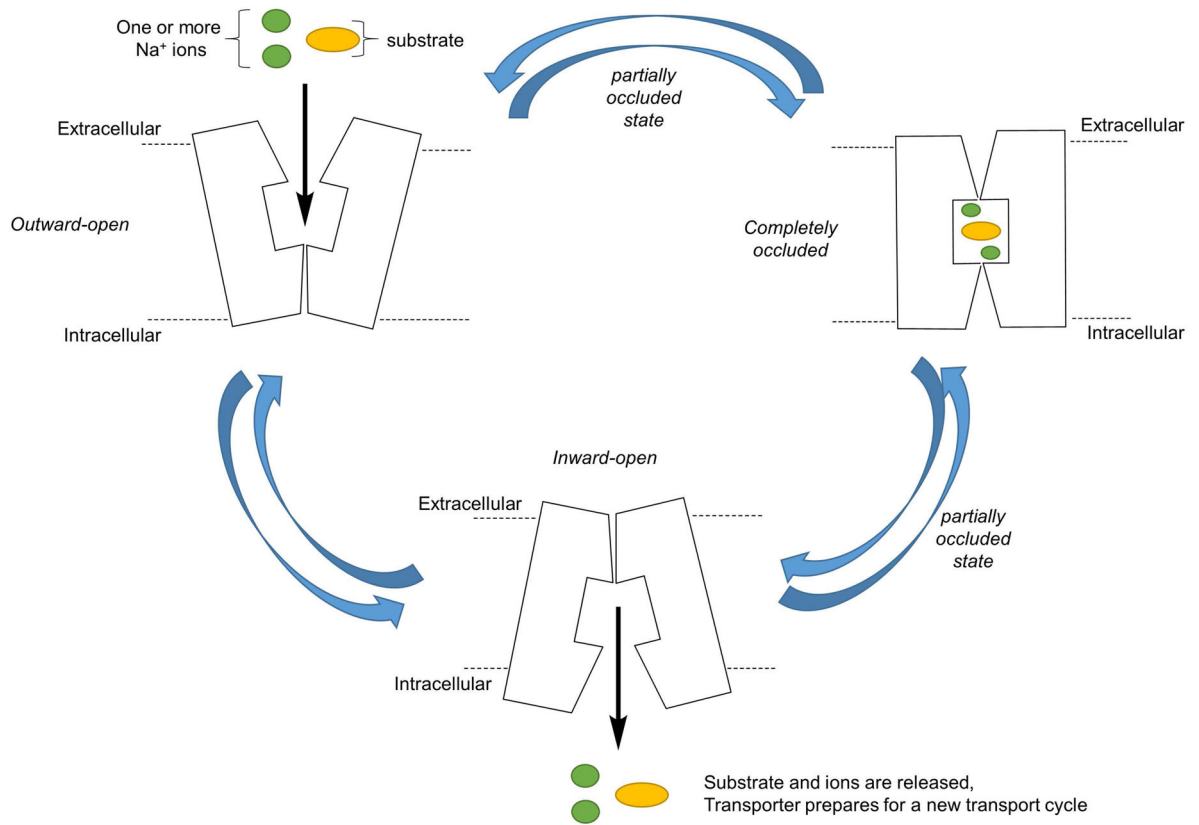 One or more
Na⁺ ions
substrate
partially
occluded
state
Extracellular
Extracellular
Outward-open
Completely
occluded
Intracellular
Intracellular
Inward-open
Extracellular
partially
occluded
state
Intracellular
Substrate and ions are released,
Transporter prepares for a new transport cycle